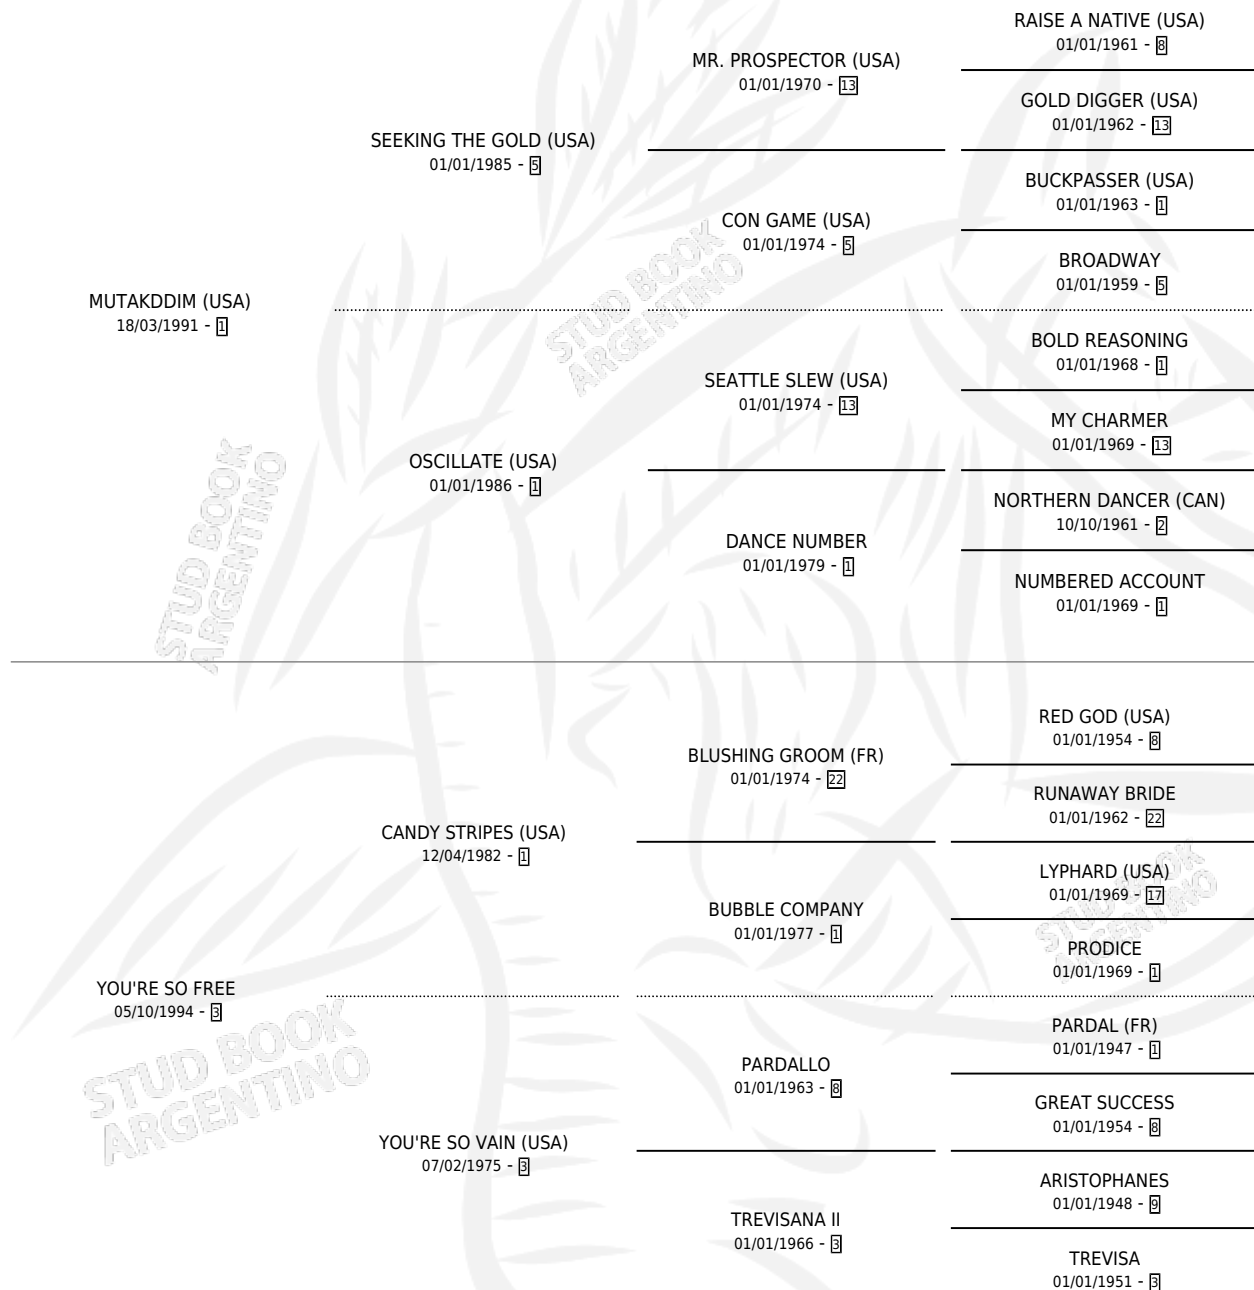 RAISE A NATIVE (USA)
01/01/1961 - 8
MR. PROSPECTOR (USA)
01/01/1970 - 13
GOLD DIGGER (USA)
01/01/1962 - 13
SEEKING THE GOLD (USA)
01/01/1985 - 5
BUCKPASSER (USA)
01/01/1963 - 1
CON GAME (USA)
01/01/1974 - 5
BROADWAY
01/01/1959 - 5
MUTAKDDIM (USA)
18/03/1991 - 1
BOLD REASONING
01/01/1968 - 1
SEATTLE SLEW (USA)
01/01/1974 - 13
MY CHARMER
01/01/1969 - 13
OSCILLATE (USA)
01/01/1986 - 1
NORTHERN DANCER (CAN)
10/10/1961 - 2
DANCE NUMBER
01/01/1979 - 1
NUMBERED ACCOUNT
01/01/1969 - 1
RED GOD (USA)
01/01/1954 - 8
BLUSHING GROOM (FR)
01/01/1974 - 22
RUNAWAY BRIDE
01/01/1962 - 22
CANDY STRIPES (USA)
12/04/1982 - 1
LYPHARD (USA)
01/01/1969 - 17
BUBBLE COMPANY
01/01/1977 - 1
PRODICE
01/01/1969 - 1
YOU'RE SO FREE
05/10/1994 - 3
PARDAL (FR)
01/01/1947 - 1
PARDALLO
01/01/1963 - 8
GREAT SUCCESS
01/01/1954 - 8
YOU'RE SO VAIN (USA)
07/02/1975 - 3
ARISTOPHANES
01/01/1948 - 9
TREVISANA II
01/01/1966 - 3
TREVISA
01/01/1951 - 3
STUD BOOK
ARGENTINO
STUD BOOK
ARGENTINO
STUD BOOK
ARGENTINO
STUD BOOK
ARGENTINO